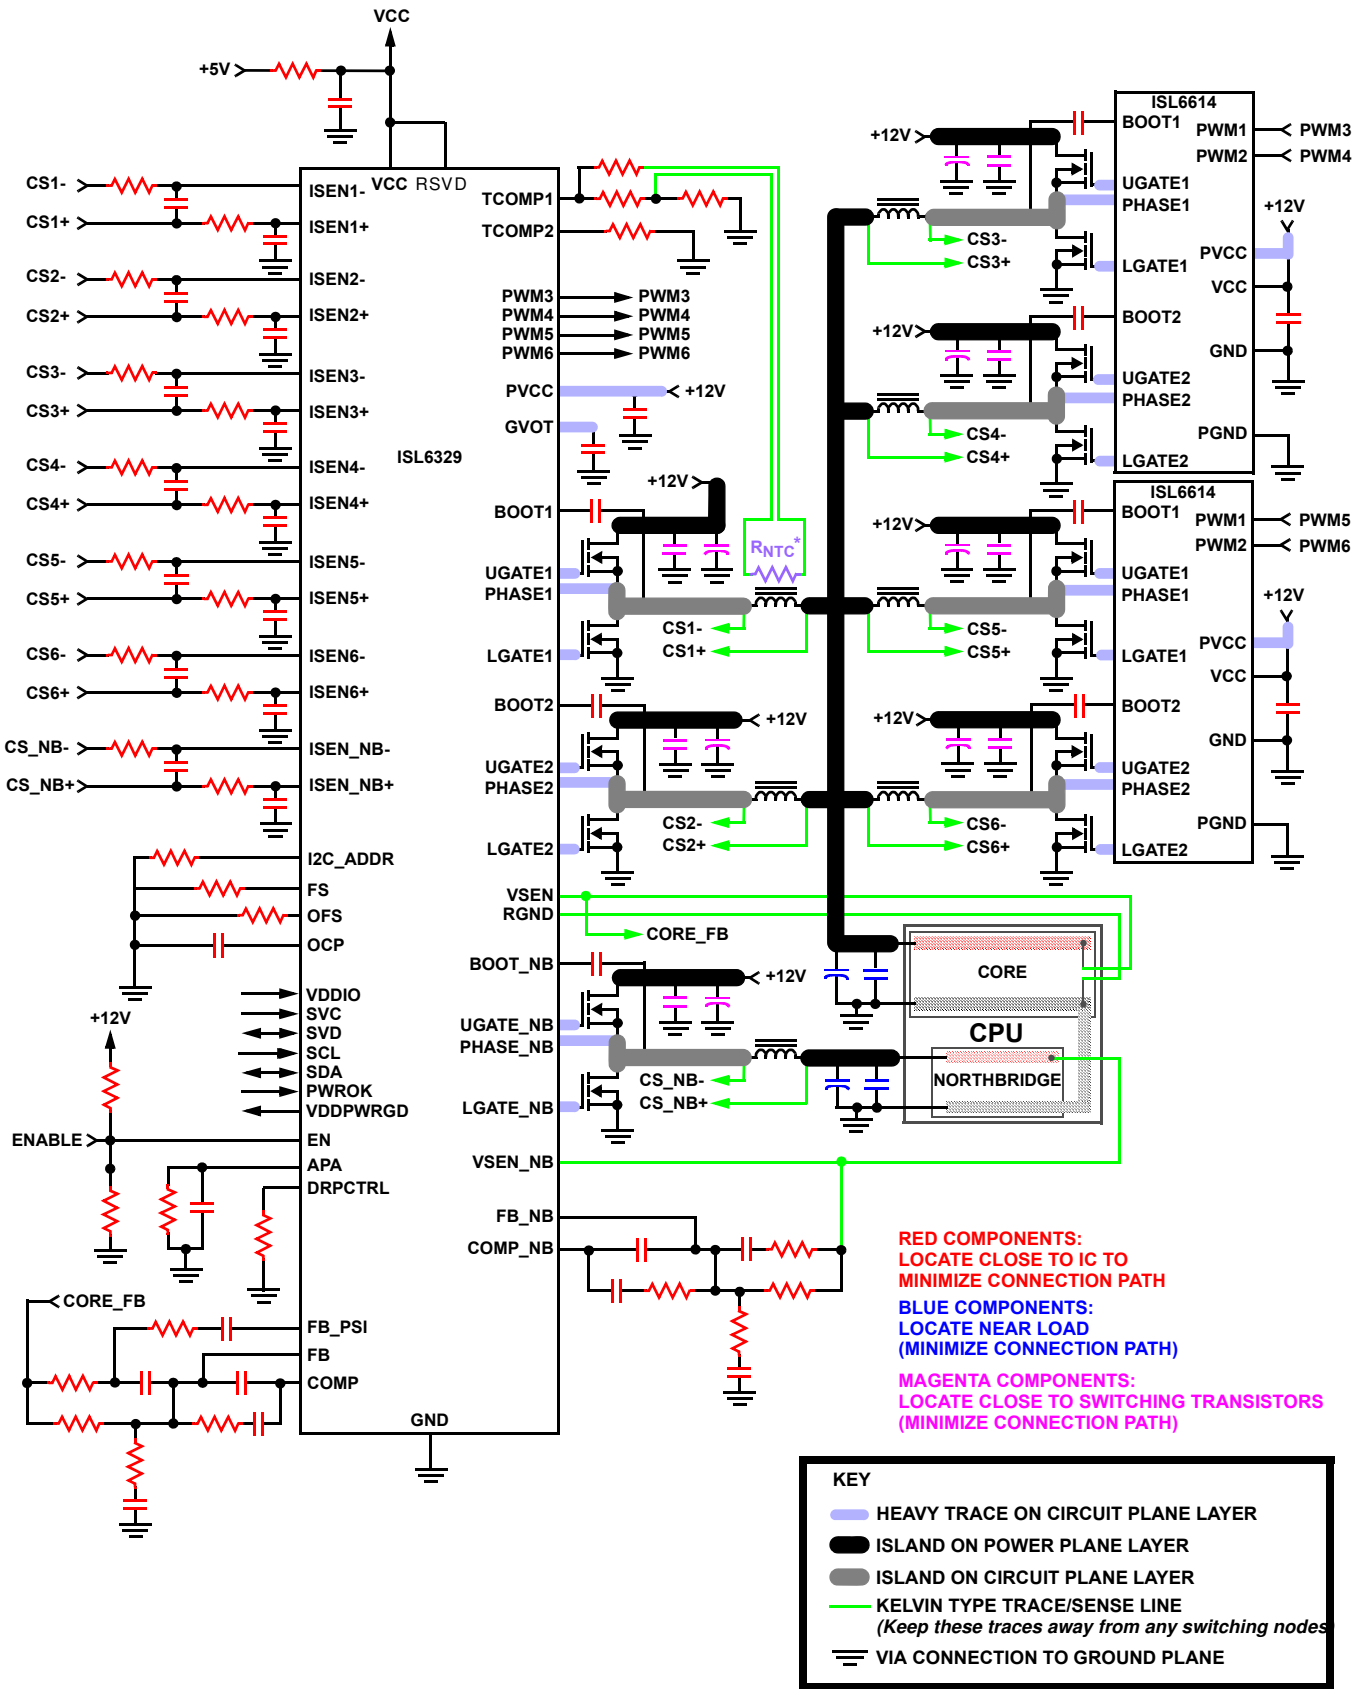 VCC
+5V
VCC RSVD
ISL6329
CS1-
CS1+
CS2-
CS2+
CS3-
CS3+
CS4-
CS4+
CS5-
CS5+
CS6-
CS6+
CS_NB-
CS_NB+
ISEN1-
ISEN1+
ISEN2-
ISEN2+
ISEN3-
ISEN3+
ISEN4-
ISEN4+
ISEN5-
ISEN5+
ISEN6-
ISEN6+
ISEN_NB-
ISEN_NB+
I2C_ADDR
FS
OFS
OCP
VDDIO
SVC
SVD
SCL
SDA
PWROK
VDDPWRGD
+12V
ENABLE
EN
APA
DRPCTRL
CORE_FB
FB_PSI
FB
COMP
GND
TCOMP1
TCOMP2
PWM3
PWM4
PWM5
PWM6
PWM3
PWM4
PWM5
PWM6
PVCC
+12V
GVOT
+12V
BOOT1
UGATE1
PHASE1
LGATE1
RNTC*
CS1-
CS1+
BOOT2
+12V
UGATE2
PHASE2
LGATE2
CS2-
CS2+
VSEN
RGND
CORE_FB
BOOT_NB
+12V
UGATE_NB
PHASE_NB
LGATE_NB
CS_NB-
CS_NB+
VSEN_NB
FB_NB
COMP_NB
ISL6614
+12V
BOOT1
PWM1
PWM3
PWM2
PWM4
UGATE1
PHASE1
+12V
CS3-
CS3+
LGATE1
PVCC
VCC
+12V
BOOT2
GND
UGATE2
PHASE2
CS4-
CS4+
PGND
LGATE2
ISL6614
+12V
BOOT1
PWM1
PWM5
PWM2
PWM6
UGATE1
PHASE1
+12V
CS5-
CS5+
LGATE1
PVCC
VCC
+12V
BOOT2
GND
UGATE2
PHASE2
CS6-
CS6+
PGND
LGATE2
CORE
CPU
NORTHBRIDGE
RED COMPONENTS:
LOCATE CLOSE TO IC TO
MINIMIZE CONNECTION PATH
BLUE COMPONENTS:
LOCATE NEAR LOAD
(MINIMIZE CONNECTION PATH)
MAGENTA COMPONENTS:
LOCATE CLOSE TO SWITCHING TRANSISTORS
(MINIMIZE CONNECTION PATH)
KEY
HEAVY TRACE ON CIRCUIT PLANE LAYER
ISLAND ON POWER PLANE LAYER
ISLAND ON CIRCUIT PLANE LAYER
KELVIN TYPE TRACE/SENSE LINE
(Keep these traces away from any switching nodes
VIA CONNECTION TO GROUND PLANE